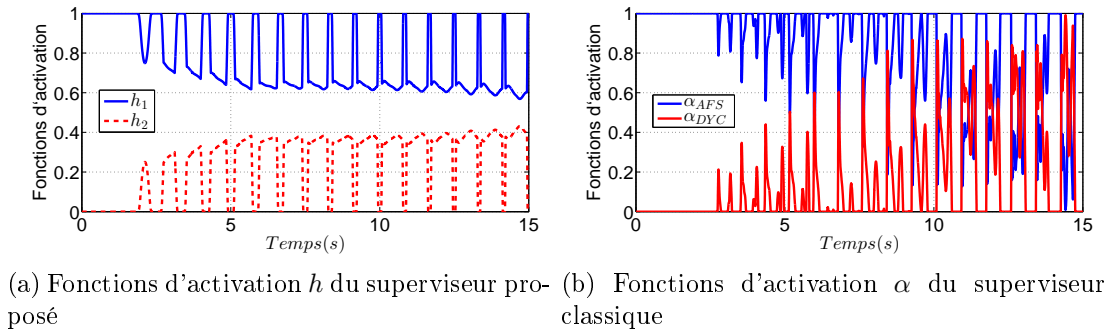 1
0.8
0.6
0.4
0.2
0
Fonctions d'activation
h1
h2
0 5 10 15
Temps(s)
1
0.8
0.6
0.4
0.2
0
Fonctions d'activation
αAFS
αDYC
0 5 10 15
Temps(s)
(a) Fonctions d'activation h du superviseur pro-
posé
(b) Fonctions d'activation α du superviseur
classique